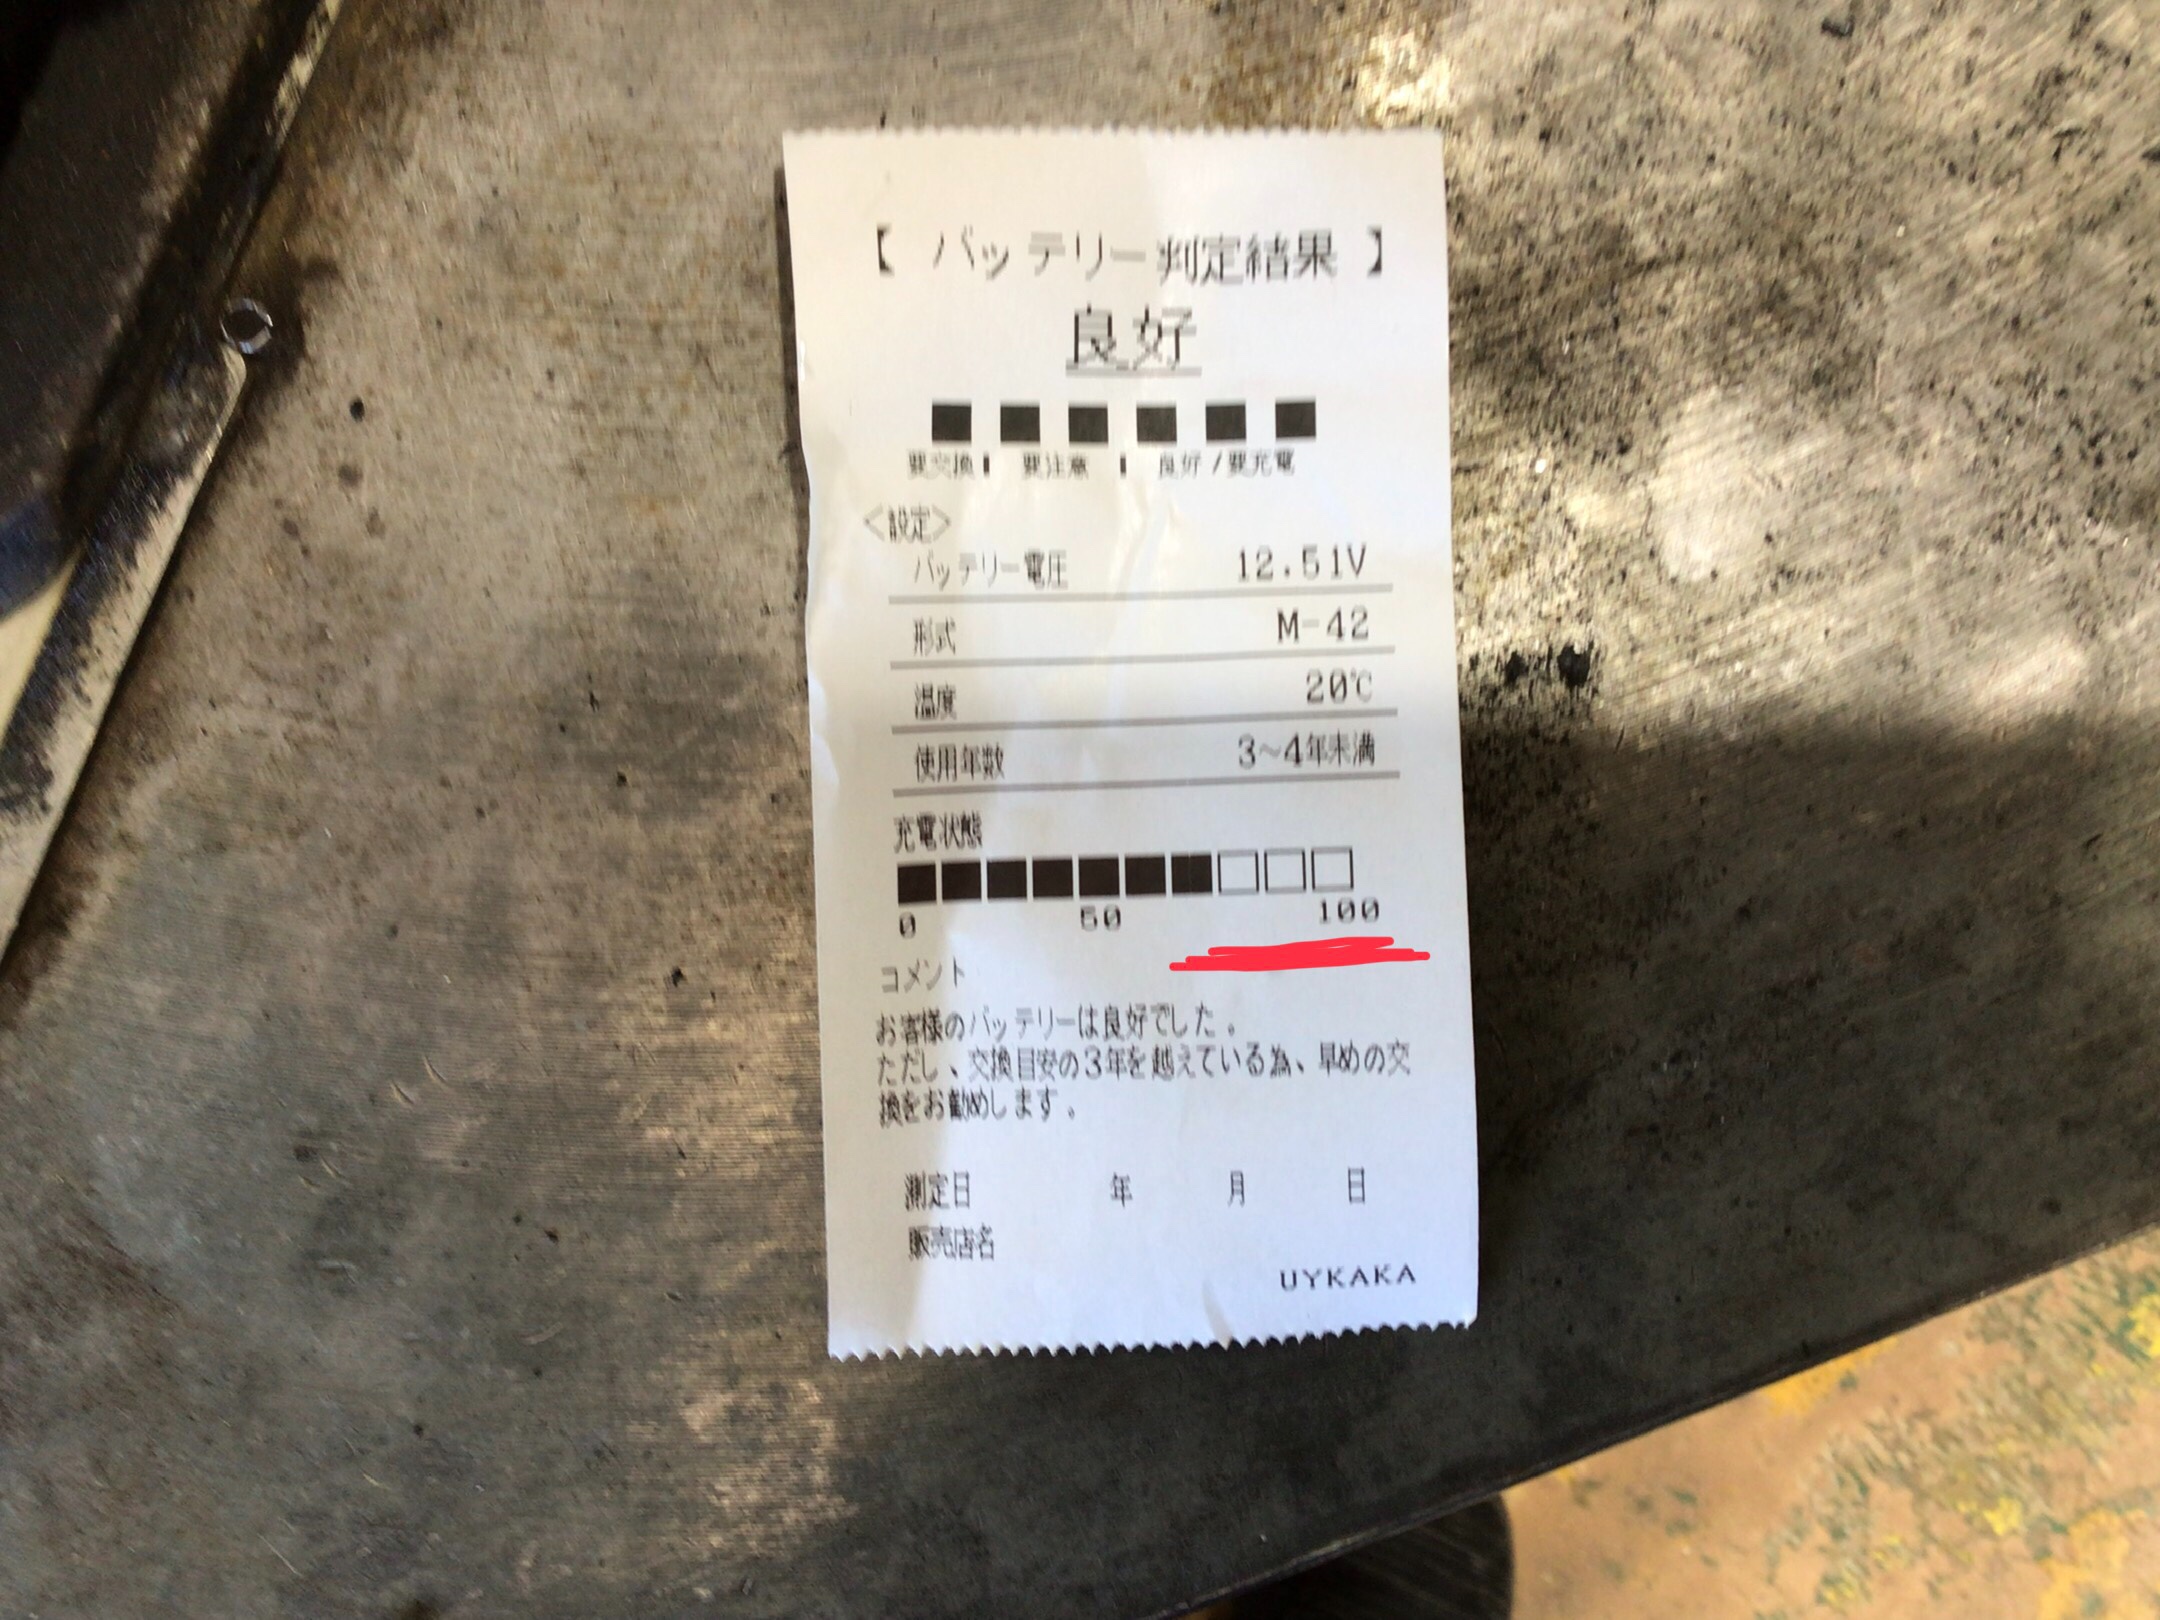 【 バッテリー判定結果 】
良好
要交換 | 要注意 | 良好/要充電
<設定>
バッテリー電圧 12.51V
形式 M-42
温度 20℃
使用年数 3~4年未満
充電状態
0 50 100
コメント
お客様のバッテリーは良好でした。
ただし、交換目安の3年を越えている為、早めの交
換をお勧めします。
測定日 年 月 日
販売店名
UYKAKA